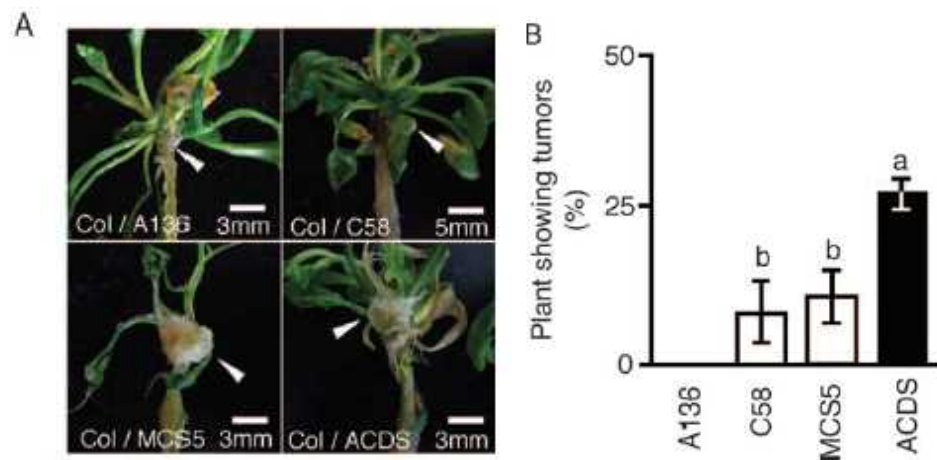 A
Col / A136 3mm
Col / C58 5mm
Col / MCS5 3mm
Col / ACDS 3mm
B
Plant showing tumors
(%)
50
25
0
b
b
a
A136
C58
MCS5
ACDS